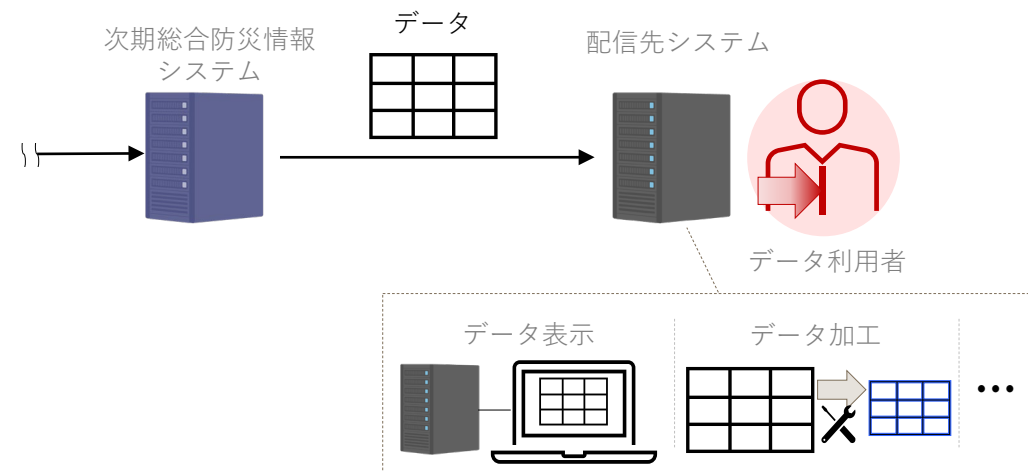 データ
次期総合防災情報
システム
配信先システム
データ利用者
データ表示
データ加工
•••